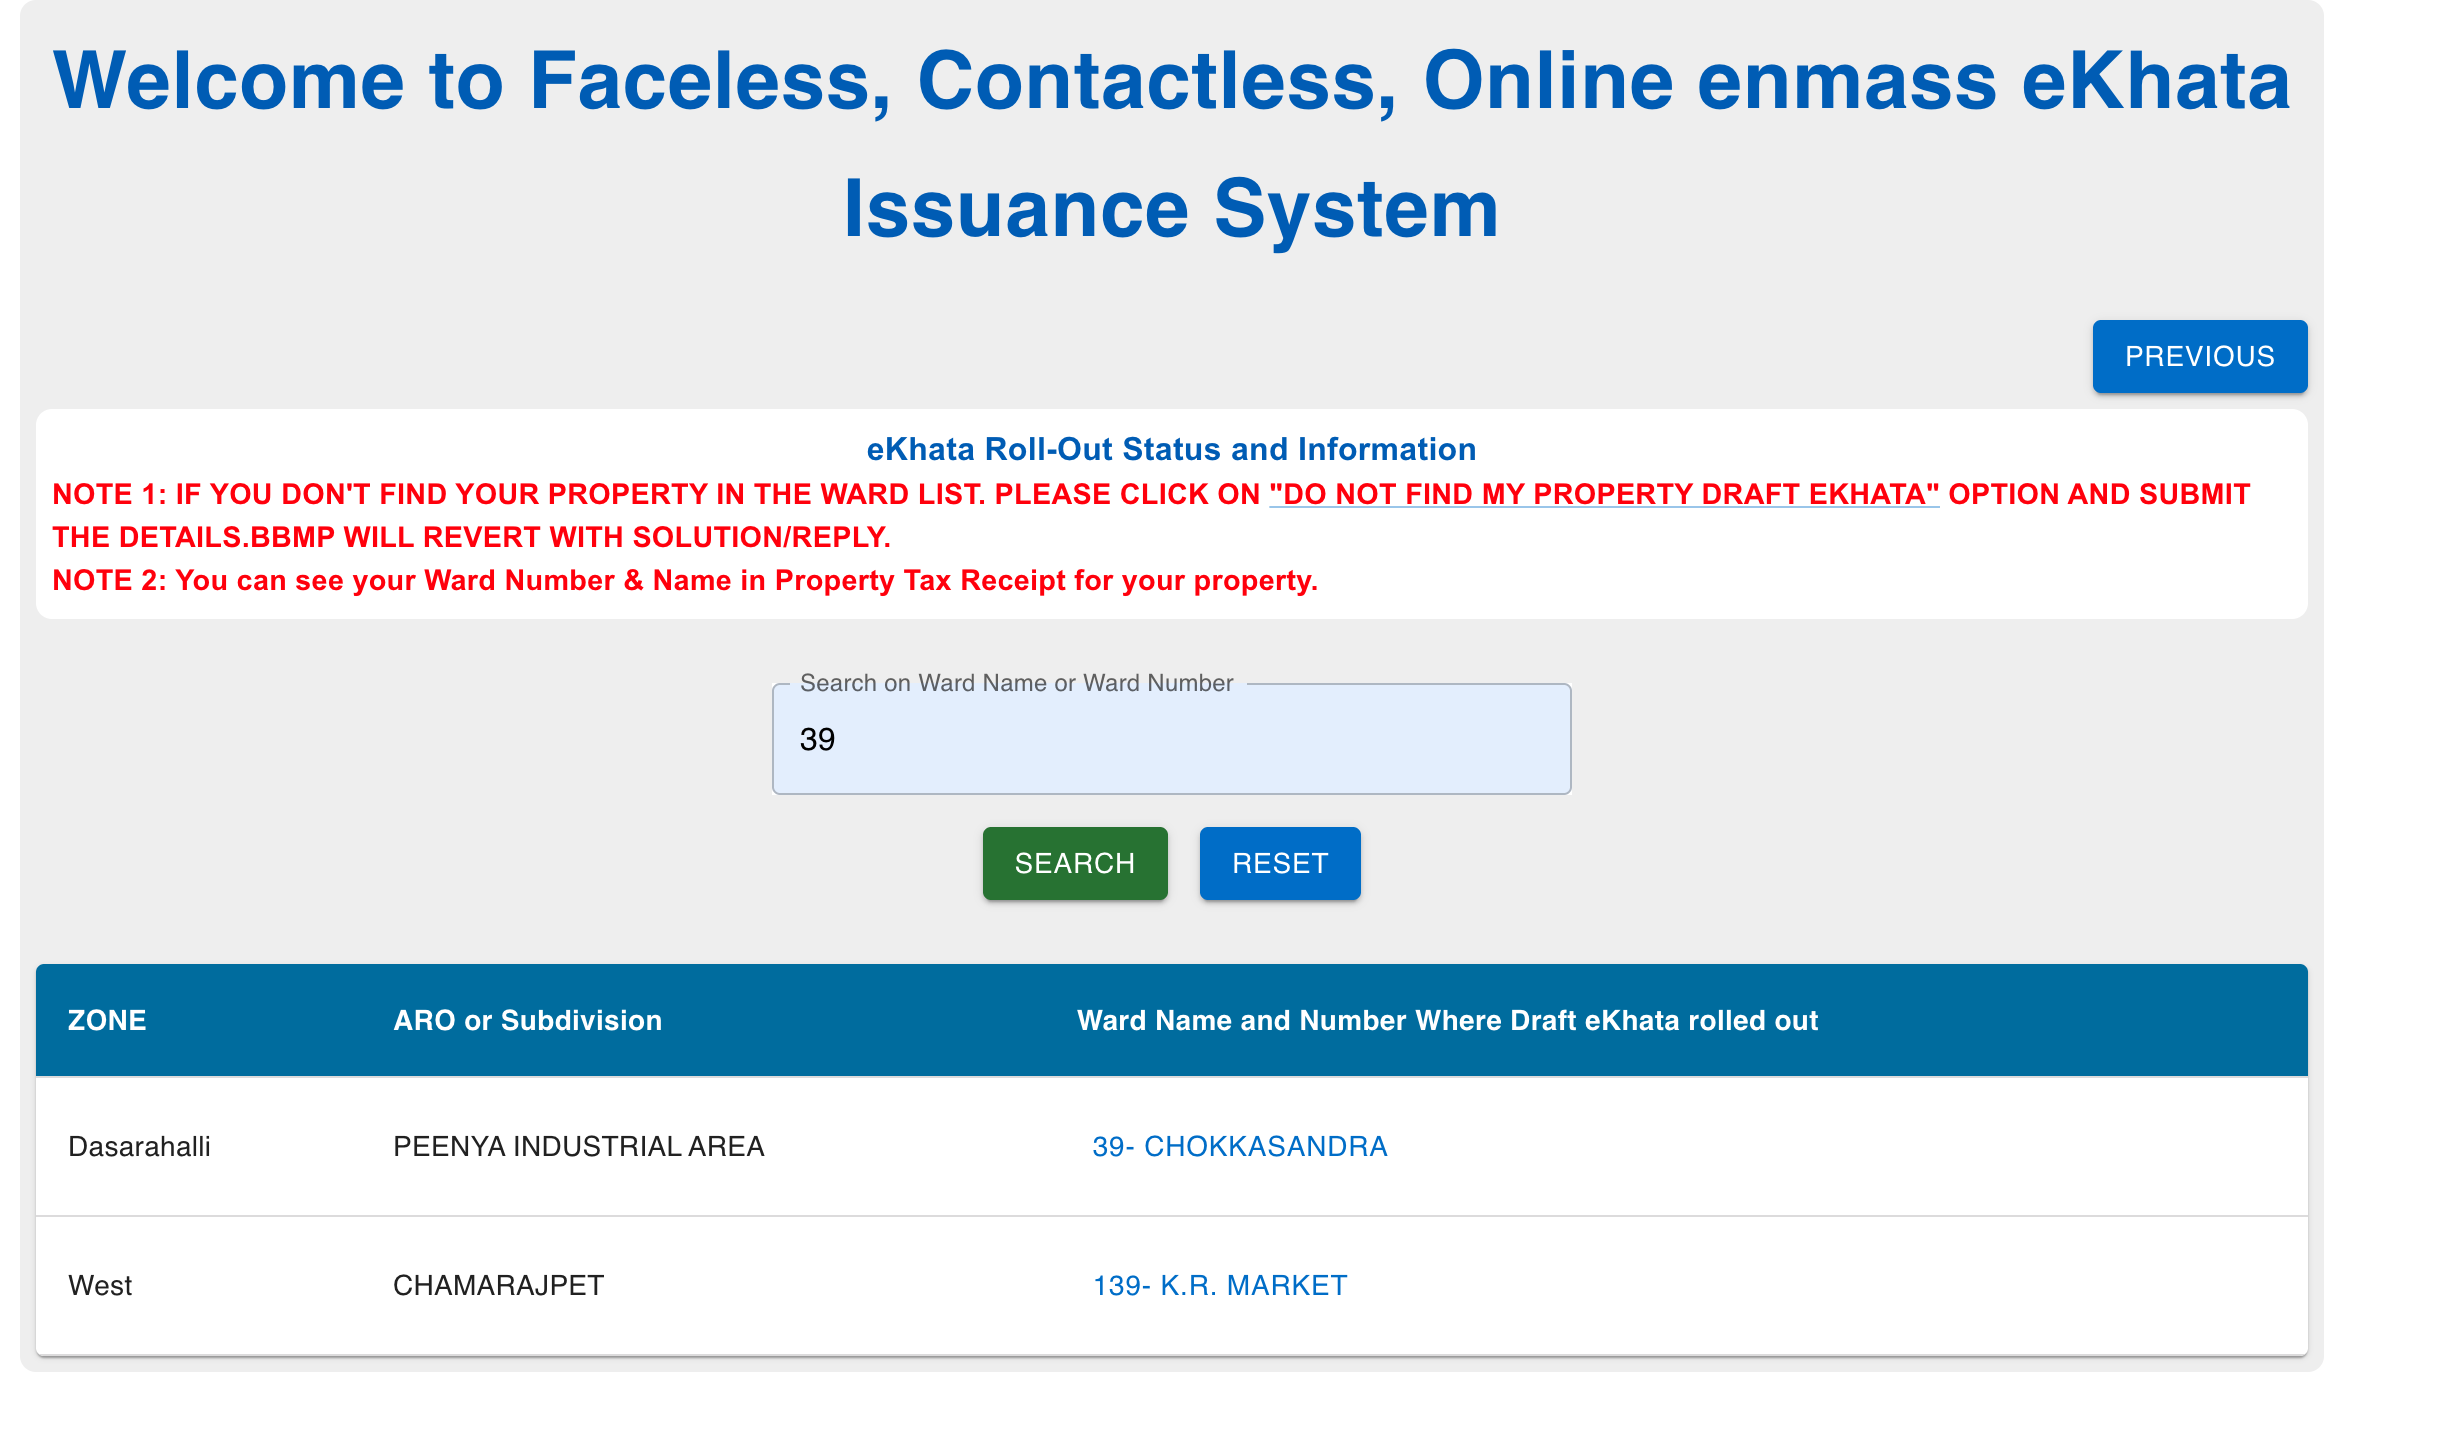 Welcome to Faceless, Contactless, Online enmass eKhata
Issuance System
PREVIOUS
eKhata Roll-Out Status and Information
NOTE 1: IF YOU DON'T FIND YOUR PROPERTY IN THE WARD LIST. PLEASE CLICK ON "DO NOT FIND MY PROPERTY DRAFT EKHATA" OPTION AND SUBMIT
THE DETAILS.BBMP WILL REVERT WITH SOLUTION/REPLY.
NOTE 2: You can see your Ward Number & Name in Property Tax Receipt for your property.
Search on Ward Name or Ward Number
39
SEARCH RESET
ZONE ARO or Subdivision Ward Name and Number Where Draft eKhata rolled out
Dasarahalli PEENYA INDUSTRIAL AREA 39- CHOKKASANDRA
West CHAMARAJPET 139- K.R. MARKET